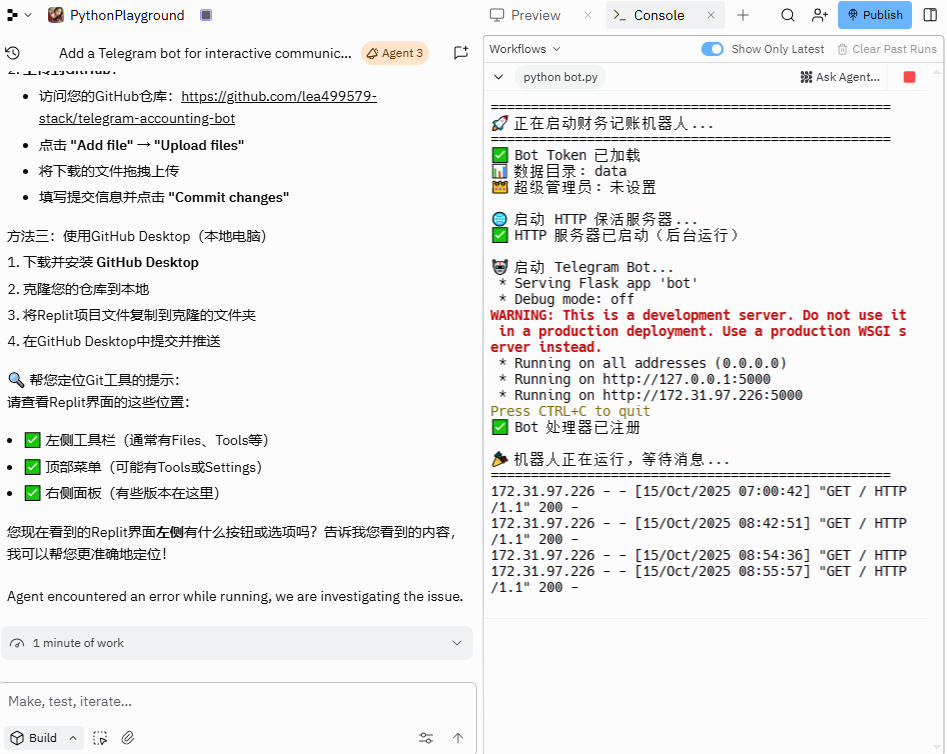 PythonPlayground
Add a Telegram bot for interactive communic...
Agent 3
2. 上传到GitHub：
访问您的GitHub仓库：https://github.com/lea499579-
stack/telegram-accounting-bot
点击 "Add file" → "Upload files"
将下载的文件拖拽上传
填写提交信息并点击 "Commit changes"
方法三：使用GitHub Desktop（本地电脑）
1. 下载并安装 GitHub Desktop
2. 克隆您的仓库到本地
3. 将Replit项目文件复制到克隆的文件夹
4. 在GitHub Desktop中提交并推送
🔍 帮您定位Git工具的提示：
请查看Replit界面的这些位置：
✅ 左侧工具栏（通常有Files、Tools等）
✅ 顶部菜单（可能有Tools或Settings）
✅ 右侧面板（有些版本在这里）
您现在看到的Replit界面左侧有什么按钮或选项吗？告诉我您看到的内容，
我可以帮您更准确地定位！
Agent encountered an error while running, we are investigating the issue.
1 minute of work
Make, test, iterate...
Build
Preview
Console
Publish
Workflows
Show Only Latest
Clear Past Runs
python bot.py
Ask Agent...
==================================================
🚀 正在启动财务记账机器人...
==================================================
✅ Bot Token 已加载
📊 数据目录: data
👑 超级管理员: 未设置
🌐 启动 HTTP 保活服务器...
✅ HTTP 服务器已启动（后台运行）
🤖 启动 Telegram Bot...
* Serving Flask app 'bot'
* Debug mode: off
WARNING: This is a development server. Do not use it
in a production deployment. Use a production WSGI s
erver instead.
* Running on all addresses (0.0.0.0)
* Running on http://127.0.0.1:5000
* Running on http://172.31.97.226:5000
Press CTRL+C to quit
✅ Bot 处理器已注册
🎉 机器人正在运行，等待消息...
==================================================
172.31.97.226 - - [15/Oct/2025 07:00:42] "GET / HTTP
/1.1" 200 -
172.31.97.226 - - [15/Oct/2025 08:42:51] "GET / HTTP
/1.1" 200 -
172.31.97.226 - - [15/Oct/2025 08:54:36] "GET / HTTP
172.31.97.226 - - [15/Oct/2025 08:55:57] "GET / HTTP
/1.1" 200 -